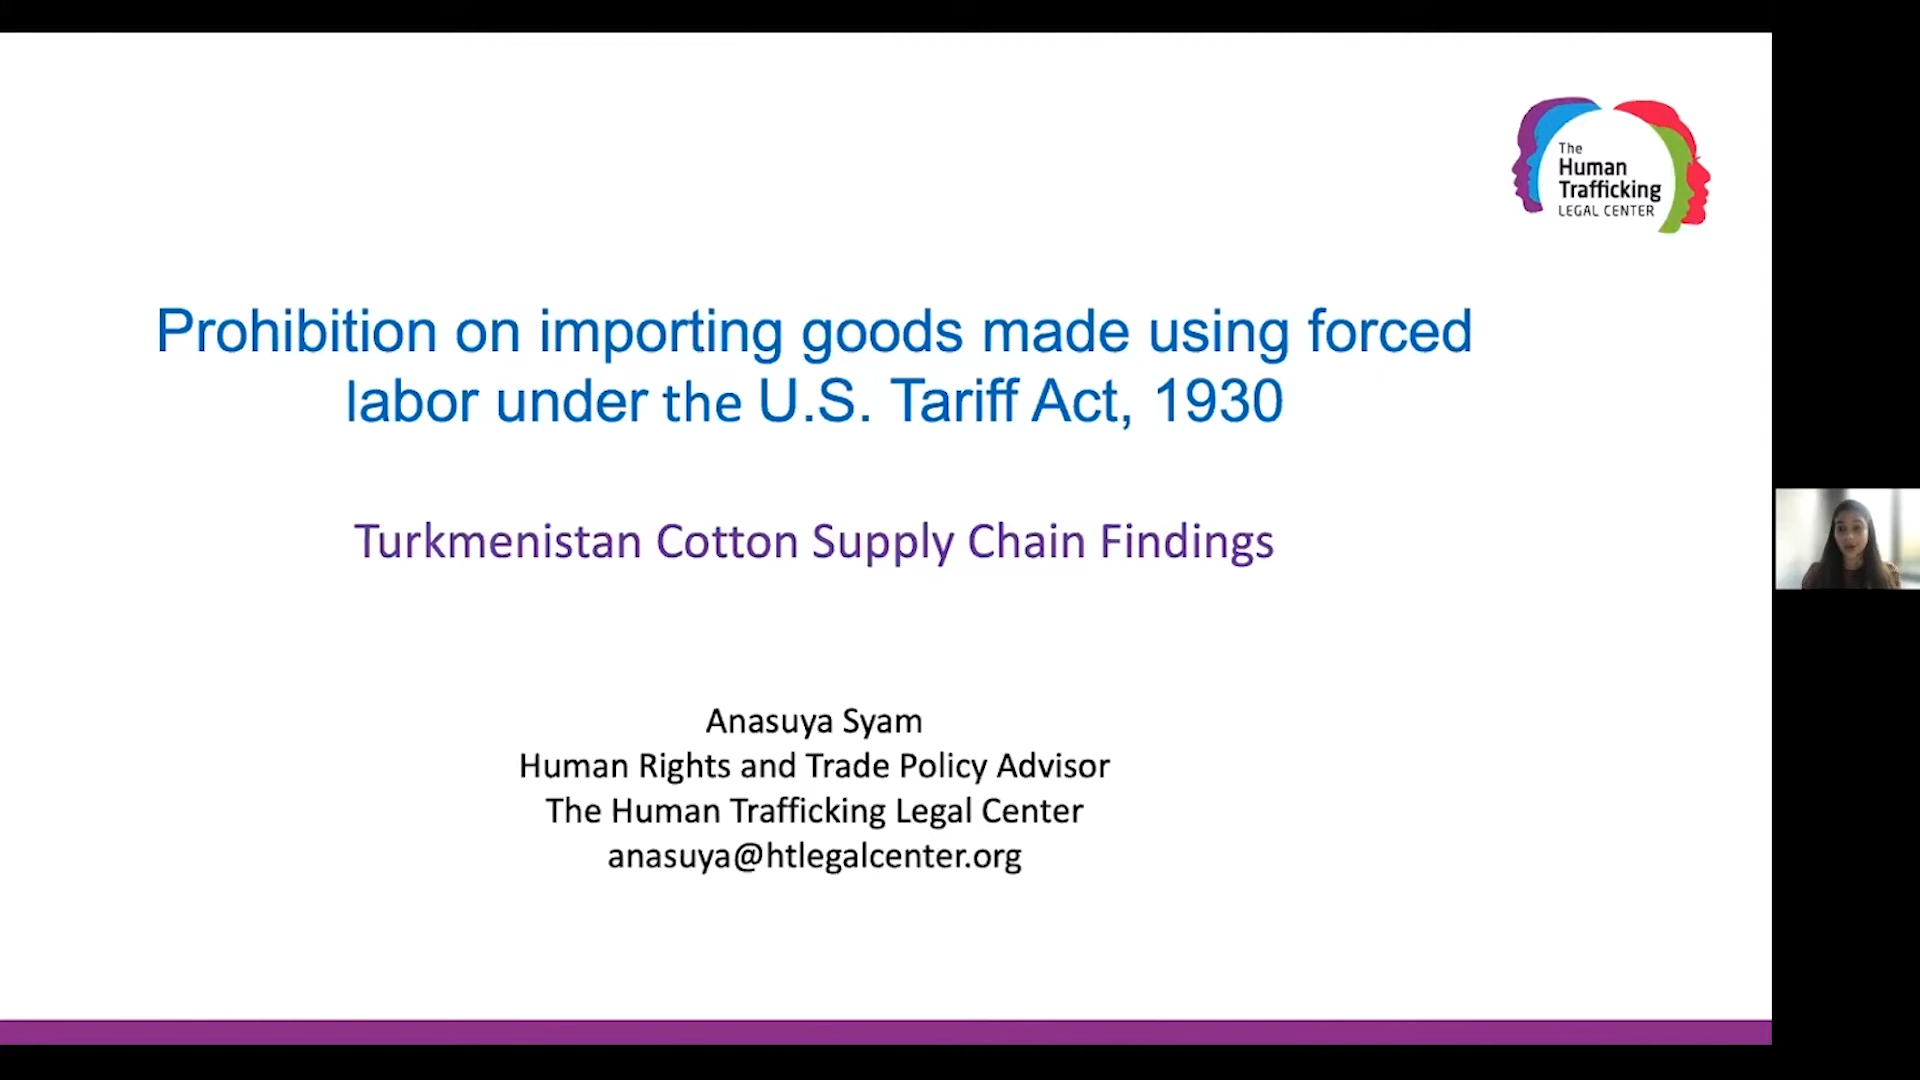 The
Human
Trafficking
LEGAL CENTER
Prohibition on importing goods made using forced
labor under the U.S. Tariff Act, 1930
Turkmenistan Cotton Supply Chain Findings
Anasuya Syam
Human Rights and Trade Policy Advisor
The Human Trafficking Legal Center
anasuya@htlegalcenter.org